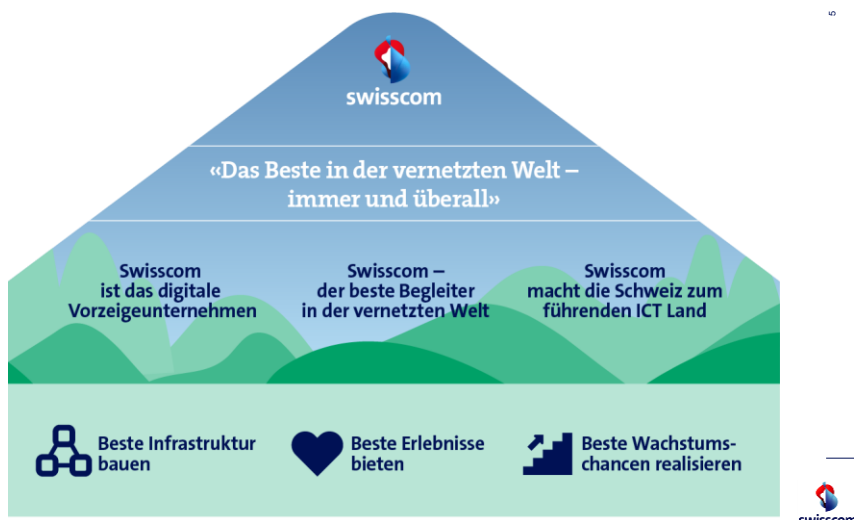 5
swisscom
«Das Beste in der vernetzten Welt –
immer und überall»
Swisscom
ist das digitale
Vorzeigeunternehmen
Swisscom –
der beste Begleiter
in der vernetzten Welt
Swisscom
macht die Schweiz zum
führenden ICT Land
Beste Infrastruktur
bauen
Beste Erlebnisse
bieten
Beste Wachstums-
chancen realisieren
swisscom